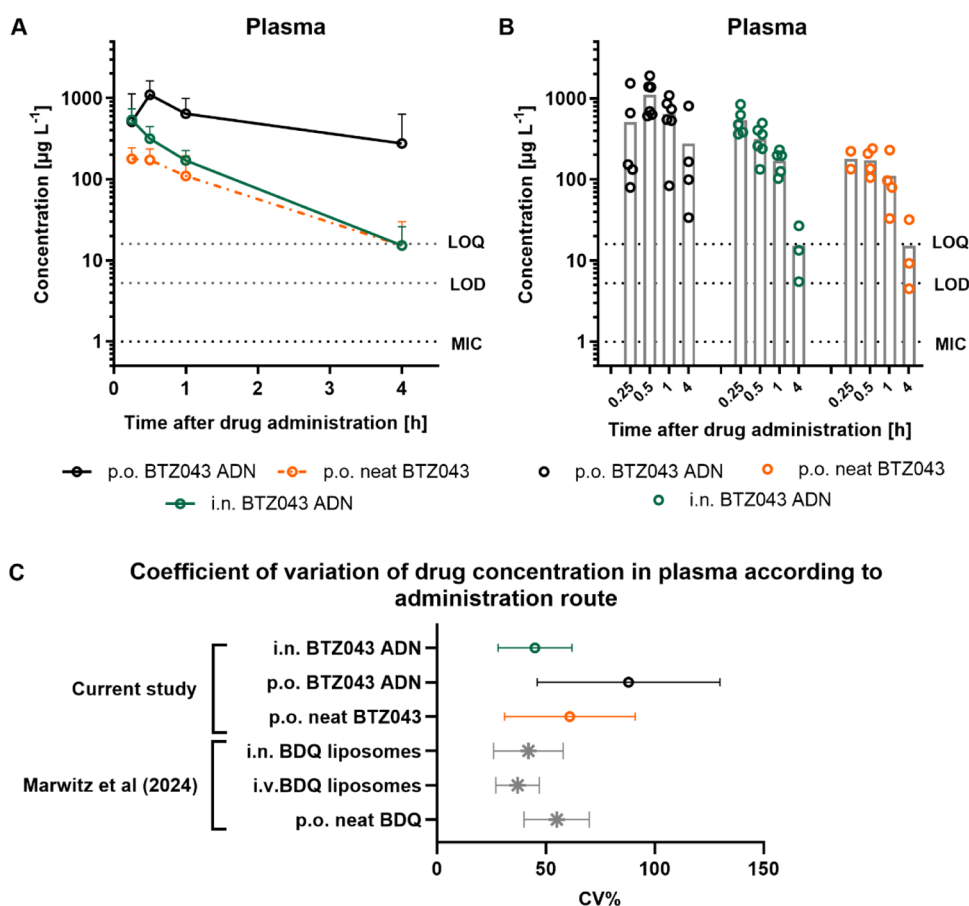 A
Plasma
Concentration [µg L-1]
1000
100
10
1
LOQ
LOD
MIC
0
1
2
3
4
Time after drug administration [h]
p.o. BTZ043 ADN
p.o. neat BTZ043
i.n. BTZ043 ADN
B
Plasma
Concentration [µg L-1]
1000
100
10
1
LOQ
LOD
MIC
0.25
0.5
1
4
0.25
0.5
1
4
0.25
0.5
1
4
Time after drug administration [h]
p.o. BTZ043 ADN
p.o. neat BTZ043
i.n. BTZ043 ADN
C
Coefficient of variation of drug concentration in plasma according to
administration route
Current study
i.n. BTZ043 ADN
p.o. BTZ043 ADN
p.o. neat BTZ043
Marwitz et al (2024)
i.n. BDQ liposomes
i.v.BDQ liposomes
p.o. neat BDQ
0
50
100
150
CV%